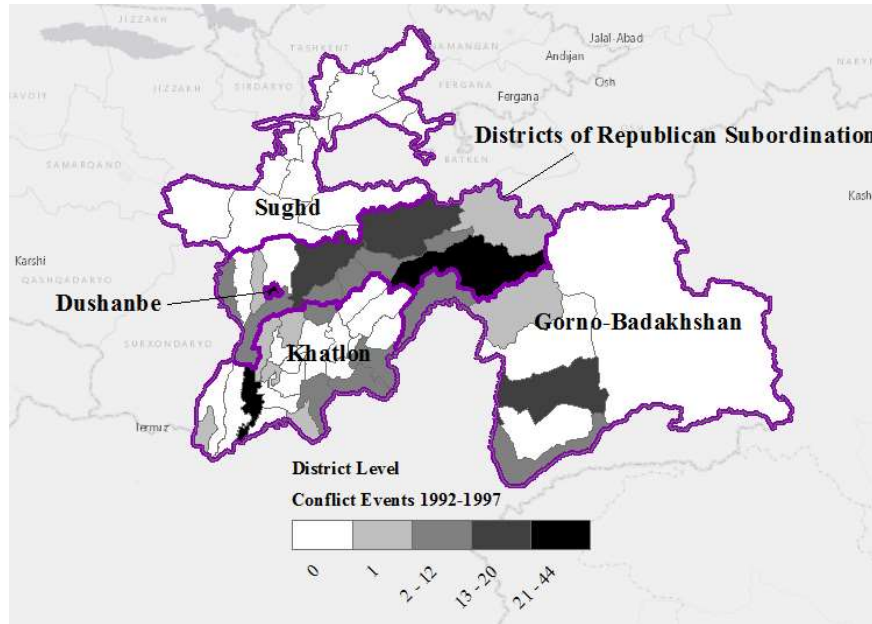 JIZZAKH
TASHKENT
NAMANGAN
Jalal-Abad
Andijan
NARYN
Osh
FERGANA
Fergana
JIZZAKH
SIRDARYO
Districts of Republican Subordination
BATKEN
SAMARQAND
Kash
Sughd
Karshi
QASHQADARYO
Dushanbe
Gorno-Badakhshan
SURXONDARYO
Khatlon
Termuz
District Level
Conflict Events 1992-1997
0
1
2 - 12
13 - 20
21 - 44